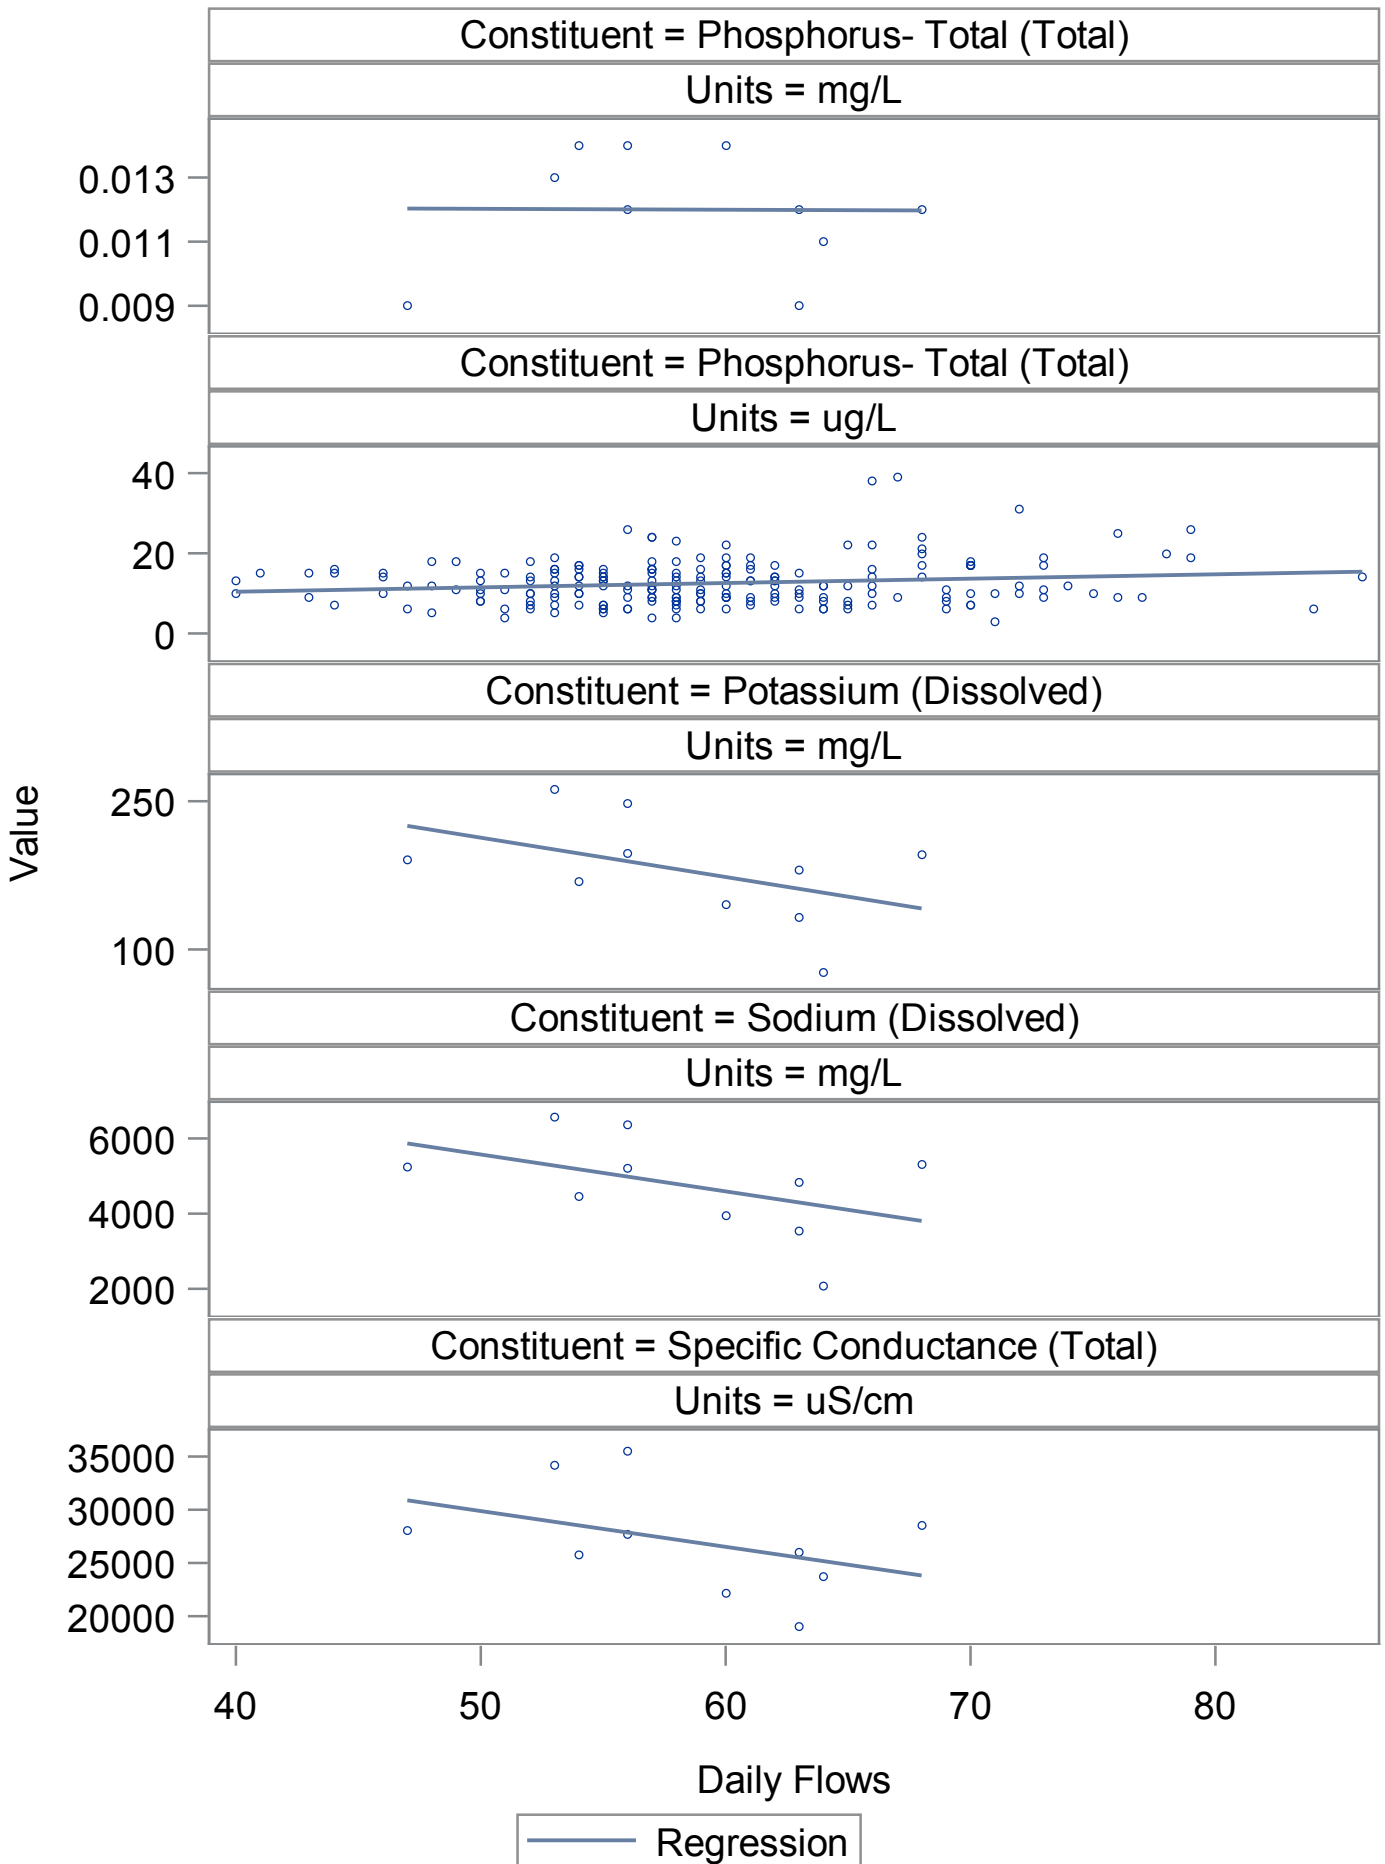 Constituent = Phosphorus- Total (Total)
Units = mg/L
0.013
0.011
0.009
Constituent = Phosphorus- Total (Total)
Units = ug/L
40
20
0
Constituent = Potassium (Dissolved)
Units = mg/L
250
100
Value
Constituent = Sodium (Dissolved)
Units = mg/L
6000
4000
2000
Constituent = Specific Conductance (Total)
Units = uS/cm
35000
30000
25000
20000
40 50 60 70 80
Daily Flows
Regression